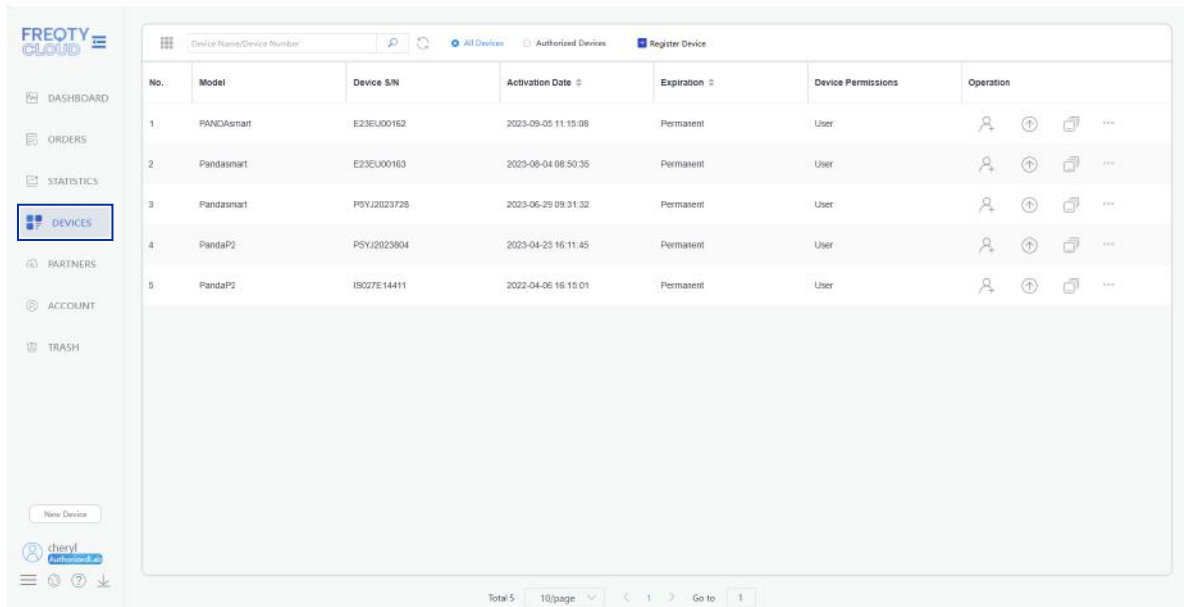 FREQTY
CLOUD
Device Name/Device Number All Devices Authorized Devices Register Device
No. Model Device S/N Activation Date Expiration Device Permissions Operation
1 PANDAsmart E23EU00162 2023-09-05 11:15:08 Permanent User
2 Pandasmart E23EU00163 2023-08-04 08:50:35 Permanent User
3 Pandasmart P5YJ2023728 2023-06-29 09:31:32 Permanent User
4 PandaP2 P5YJ2023804 2023-04-23 16:11:45 Permanent User
5 PandaP2 IS027E14411 2022-04-06 16:15:01 Permanent User
DASHBOARD
ORDERS
STATISTICS
DEVICES
PARTNERS
ACCOUNT
TRASH
New Device
cheryl
AuthorizedLab
Total 5 10/page 1 Go to 1